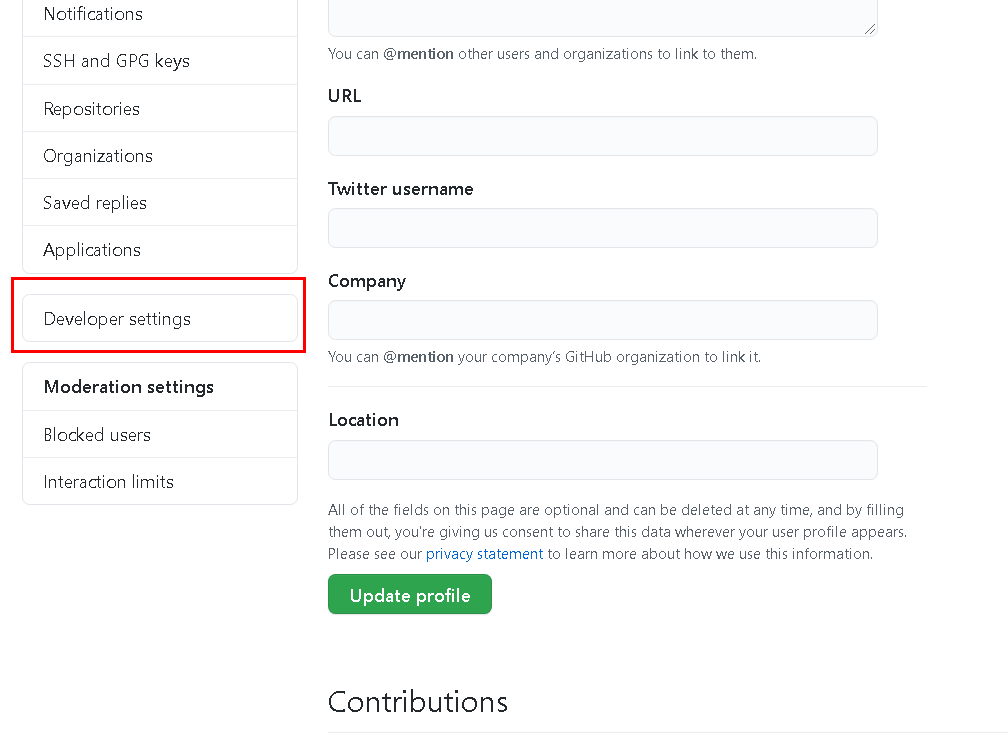 Notifications
SSH and GPG keys
Repositories
Organizations
Saved replies
Applications
Developer settings
Moderation settings
Blocked users
Interaction limits
You can @mention other users and organizations to link to them.
URL
Twitter username
Company
You can @mention your company's GitHub organization to link it.
Location
All of the fields on this page are optional and can be deleted at any time, and by filling
them out, you're giving us consent to share this data wherever your user profile appears.
Please see our privacy statement to learn more about how we use this information.
Update profile
Contributions